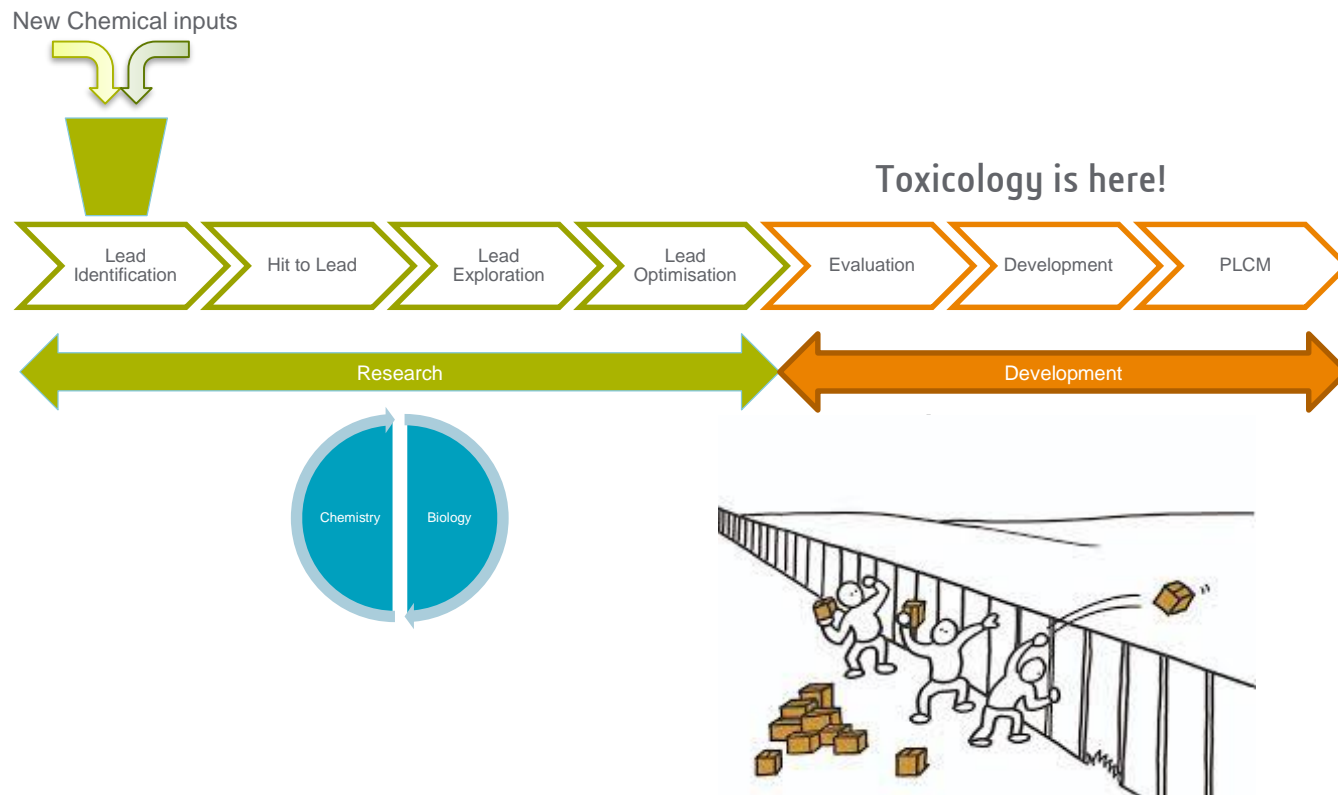 New Chemical inputs
Toxicology is here!
Lead
Identification
Hit to Lead
Lead
Exploration
Lead
Optimisation
Evaluation
Development
PLCM
Research
Development
Chemistry
Biology